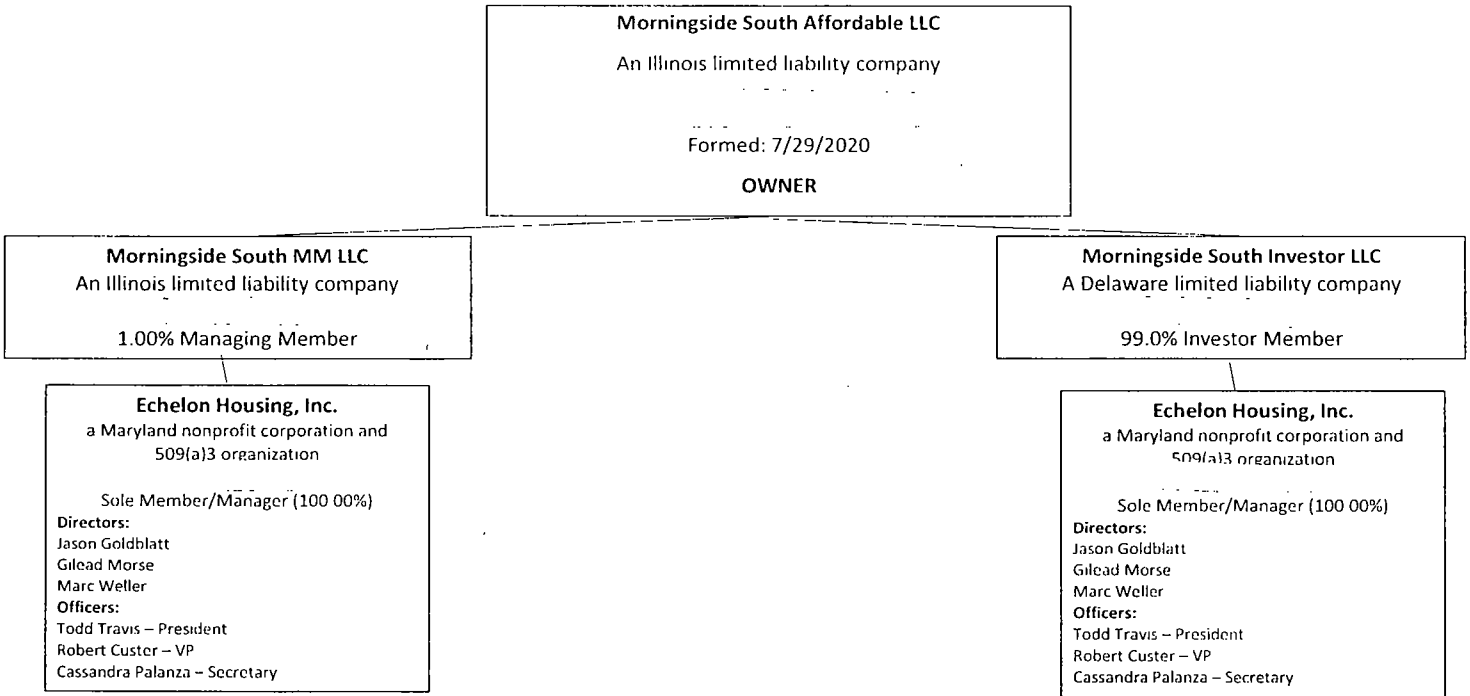 Morningside South Affordable LLC
An Illinois limited liability company
Formed: 7/29/2020
OWNER
Morningside South MM LLC
An Illinois limited liability company
1.00% Managing Member
Morningside South Investor LLC
A Delaware limited liability company
99.0% Investor Member
Echelon Housing, Inc.
a Maryland nonprofit corporation and
509(a)3 organization
Sole Member/Manager (100 00%)
Directors:
Jason Goldblatt
Gilead Morse
Marc Weller
Officers:
Todd Travis – President
Robert Custer – VP
Cassandra Palanza – Secretary
Echelon Housing, Inc.
a Maryland nonprofit corporation and
509(a)3 organization
Sole Member/Manager (100 00%)
Directors:
Jason Goldblatt
Gilead Morse
Marc Weller
Officers:
Todd Travis – President
Robert Custer – VP
Cassandra Palanza – Secretary